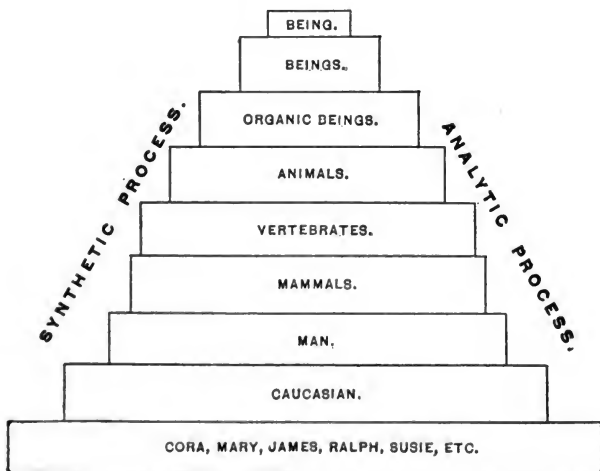 BEING.
BEINGS.
ORGANIC BEINGS.
ANIMALS.
VERTEBRATES.
MAMMALS.
MAN.
CAUCASIAN.
CORA, MARY, JAMES, RALPH, SUSIE, ETC.
SYNTHETIC PROCESS.
ANALYTIC PROCESS.